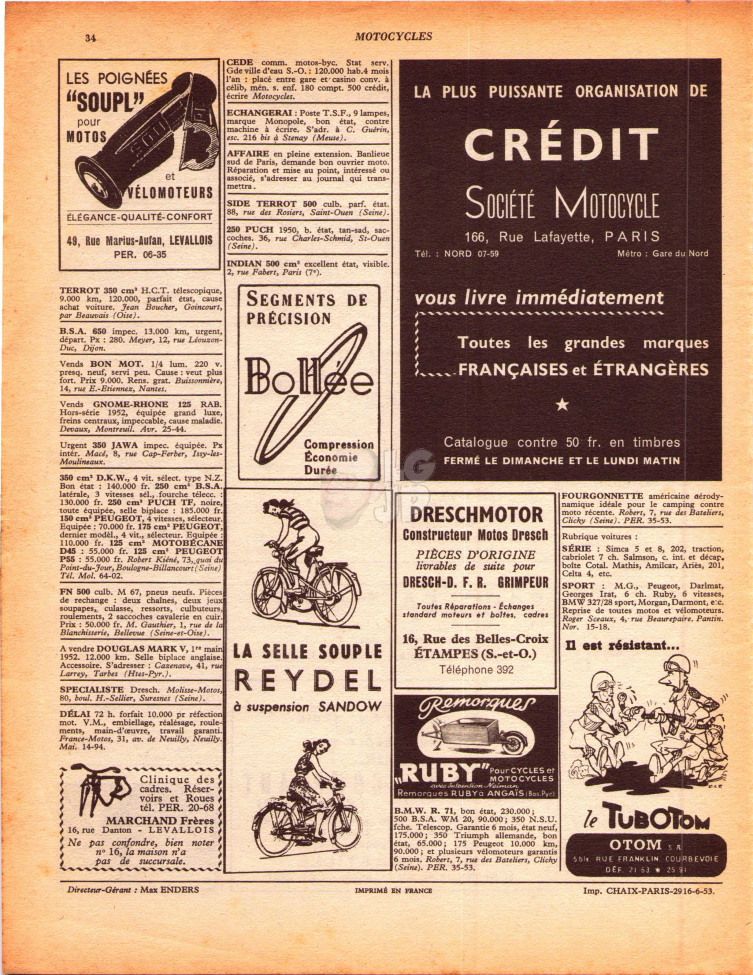 34
MOTOCYCLES
LES POIGNÉES
"SOUPL"
pour
MOTOS
et
VÉLOMOTEURS
ÉLÉGANCE-QUALITÉ-CONFORT
49, Rue Marius-Aufan, LEVALLOIS
PER. 06-35
TERROT 350 cm³ H.C.T. télescopique,
9.000 km, 120.000, parfait état, cause
achat voiture. Jean Boucher, Goincourt,
par Beauvais (Oise).
B.S.A. 650 impec. 13.000 km, urgent,
départ. Px : 280. Meyer, 12, rue Léouzon-
Duc, Dijon.
Vends BON MOT. 1/4 lum. 220 v.
presq. neuf, servi peu. Cause : veut plus
fort. Prix 9.000. Rens. grat. Buissonnière,
14, rue E.-Etiennez, Nantes.
Vends GNOME-RHONE 125 RAB.
Hors-série 1952, équipée grand luxe,
freins centraux, impeccable, cause maladie.
Devaux, Montreuil. Avr. 25-44.
Urgent 350 JAWA impec. équipée. Px
intér. Macé, 8, rue Cap-Ferber, Issy-les-
Moulineaux.
350 cm³ D.K.W., 4 vit. sélect. type N.Z.
Bon état : 140.000 fr. 250 cm³ B.S.A.
latérale, 3 vitesses sél., fourche télecc. :
130.000 fr. 250 cm³ PUCH TF, noire,
toute équipée, selle biplace : 185.000 fr.
150 cm³ PEUGEOT, 4 vitesses, sélecteur.
Equipée : 70.000 fr. 175 cm³ PEUGEOT,
dernier modèl., 4 vit., sélecteur. Equipée :
110.000 fr. 125 cm³ MOTOBÉCANE
D45 : 55.000 fr. 125 cm³ PEUGEOT
P55 : 55.000 fr. Robert Kiéné, 73, quai du
Point-du-Jour, Boulogne-Billancourt (Seine)
Tél. Mol. 64-02.
FN 500 culb. M 67, pneus neufs. Pièces
de rechange : deux chaînes, deux jeux
soupapes, culasse, ressorts, culbuteurs,
roulements, 2 sacoches cavalerie en cuir.
Prix : 50.000 fr. M. Gauthier, 1, rue de la
Blanchisserie, Bellevue (Seine-et-Oise).
A vendre DOUGLAS MARK V, 1re main
1952. 12.000 km. Selle biplace anglaise.
Accessoire. S'adresser : Cazenave, 41, rue
Larrey, Tarbes (Htes-Pyr.).
SPECIALISTE Dresch. Molisse-Motos,
80, boul. H.-Sellier, Suresnes (Seine).
DÉLAI 72 h. forfait 10.000 pr réfection
mot. V.M., embiellage, réalésage, roule-
ments, main-d'œuvre, travail garanti.
France-Motos, 31, av. de Neuilly, Neuilly.
Mai. 14-94.
Clinique des
cadres. Réser-
voirs et Roues
tél. PER. 20-68
MARCHAND Frères
16, rue Danton - LEVALLOIS
Ne pas confondre, bien noter
n° 16, la maison n'a
pas de succursale.
CEDE comm. motos-byc. Stat serv.
Gde ville d'eau S.-O. : 120.000 hab. 4 mois
l'an : placé entre gare et casino conv. à
célib, mén. s. enf. 180 compt. 500 crédit,
écrire Motocycles.
ECHANGERAI : Poste T.S.F., 9 lampes,
marque Monopole, bon état, contre
machine à écrire. S'adr. à C. Guérin,
esc. 216 bis à Stenay (Meuse).
AFFAIRE en pleine extension. Banlieue
sud de Paris, demande bon ouvrier moto.
Réparation et mise au point, intéressé ou
associé, s'adresser au journal qui trans-
mettra.
SIDE TERROT 500 culb. parf. état.
88, rue des Rosiers, Saint-Ouen (Seine).
250 PUCH 1950, b. état, tan-sad, sac-
coches. 36, rue Charles-Schmid, St-Ouen
(Seine).
INDIAN 500 cm³ excellent état, visible.
2, rue Fabert, Paris (7e).
SEGMENTS DE
PRÉCISION
Bollée
Compression
Économie
Durée
LA SELLE SOUPLE
REYDEL
à suspension SANDOW
LA PLUS PUISSANTE ORGANISATION DE
CRÉDIT
SOCIÉTÉ MOTOCYCLE
166, Rue Lafayette, PARIS
Tél. : NORD 07-59 Métro : Gare du Nord
vous livre immédiatement
Toutes les grandes marques
FRANÇAISES et ÉTRANGÈRES
Catalogue contre 50 fr. en timbres
FERMÉ LE DIMANCHE ET LE LUNDI MATIN
DRESCHMOTOR
Constructeur Motos Dresch
PIÈCES D'ORIGINE
livrables de suite pour
DRESCH-D. F. R. GRIMPEUR
Toutes Réparations - Échanges
standard moteurs et boîtes, cadres
16, Rue des Belles-Croix
ÉTAMPES (S.-et-O.)
Téléphone 392
Remorques
"RUBY" Pour CYCLES et
MOTOCYCLES
Remorques RUBY à ANGAÏS (Bas.Pyr)
B.M.W. R. 71, bon état, 230.000 ;
500 B.S.A. WM 20, 90.000 ; 350 N.S.U.
fche. Telescop. Garantie 6 mois, état neuf,
175.000 ; 350 Triumph allemande, bon
état, 65.000 ; 175 Peugeot 10.000 km,
90.000 ; et plusieurs vélomoteurs garantis
6 mois. Robert, 7, rue des Bateliers, Clichy
(Seine). PER. 35-53.
FOURGONNETTE américaine aérody-
namique idéale pour le camping contre
moto récente. Robert, 7, rue des Bateliers,
Clichy (Seine). PER. 35-53.
Rubrique voitures :
SÉRIE : Simca 5 et 8, 202, traction,
cabriolet 7 ch. Salmson, c. int. et décap.
boîte Cotal. Mathis, Amilcar, Ariès, 201,
Celta 4, etc.
SPORT : M.G., Peugeot, Darlmat,
Georges Irat, 6 ch. Ruby, 6 vitesses,
BMW 327/28 sport, Morgan, Darmont, etc.
Reprise de toutes motos et vélomoteurs.
Roger Sceaux, 4, rue Beaurepaire. Pantin.
Nor. 15-18.
Il est résistant...
le TUBOTOM
OTOM S.A
55bis, RUE FRANKLIN COURBEVOIE
DÉF. 21 53 ★ 25 91
Directeur-Gérant : MAX ENDERS
IMPRIMÉ EN FRANCE
Imp. CHAIX-PARIS-2916-6-53.